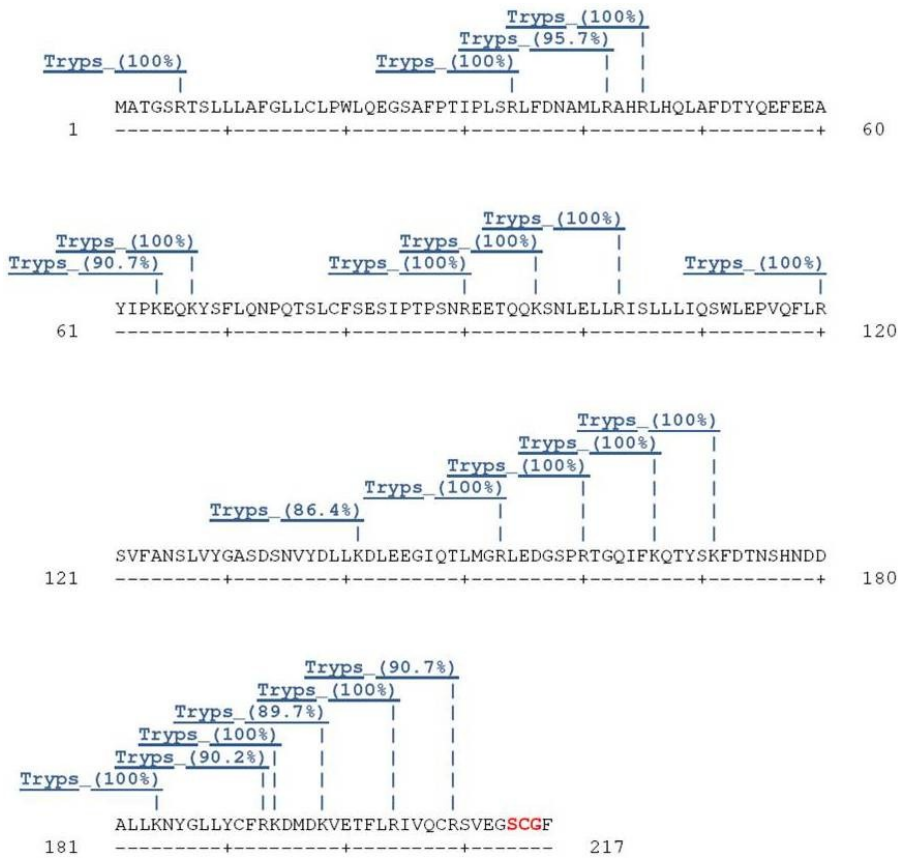 Tryps_(100%)
Tryps_(95.7%)
Tryps_(100%) Tryps_(100%)
MATGSRTSLLLAFGLLCLPWLQEGSAFPTIPLSRLFDNAMLRAHRLHQLAFDTYQEFEEA
1 ---------+---------+---------+---------+---------+---------+ 60
Tryps_(100%)
Tryps_(100%) Tryps_(100%)
Tryps_(90.7%) Tryps_(100%) Tryps_(100%)
YIPKEQKYSFLQNPQTSLCFSESIPTPSNREETQQKSNLELLRISLLLIQSWLEPVQFLR
61 ---------+---------+---------+---------+---------+---------+ 120
Tryps_(100%)
Tryps_(100%)
Tryps_(100%)
Tryps_(100%)
Tryps_(86.4%)
SVFANSLVYGASDSNVYDLLKDLEEGIQTLMGRLEDGSPRTGQIFKQTYSKFDTNSHNDD
121 ---------+---------+---------+---------+---------+---------+ 180
Tryps_(90.7%)
Tryps_(100%)
Tryps_(89.7%)
Tryps_(100%)
Tryps_(90.2%)
Tryps_(100%)
ALLKNYGLLYCFRKDMDKVETFLRIVQCRSVEGSCGF
181 ---------+---------+---------+------- 217